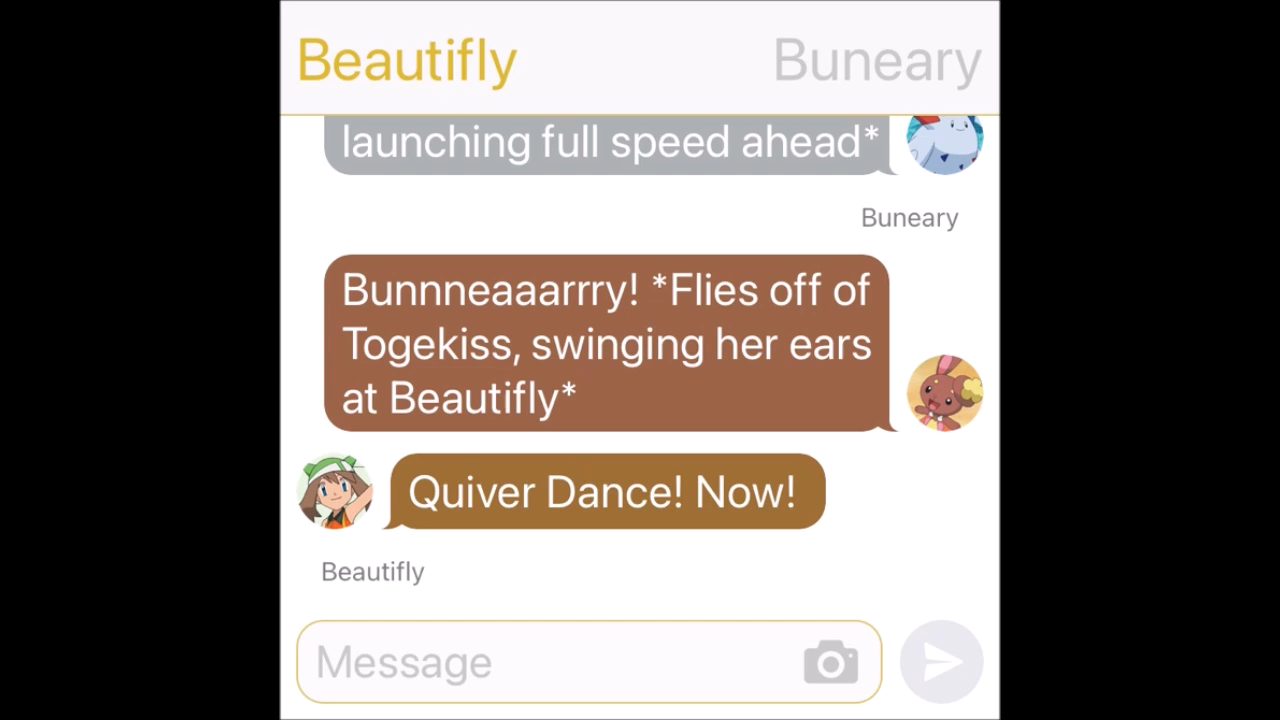 Beautifly Buneary
launching full speed ahead*
Buneary
Bunnneaaarrry! *Flies off of
Togekiss, swinging her ears
at Beautifly*
Quiver Dance! Now!
Beautifly
Message